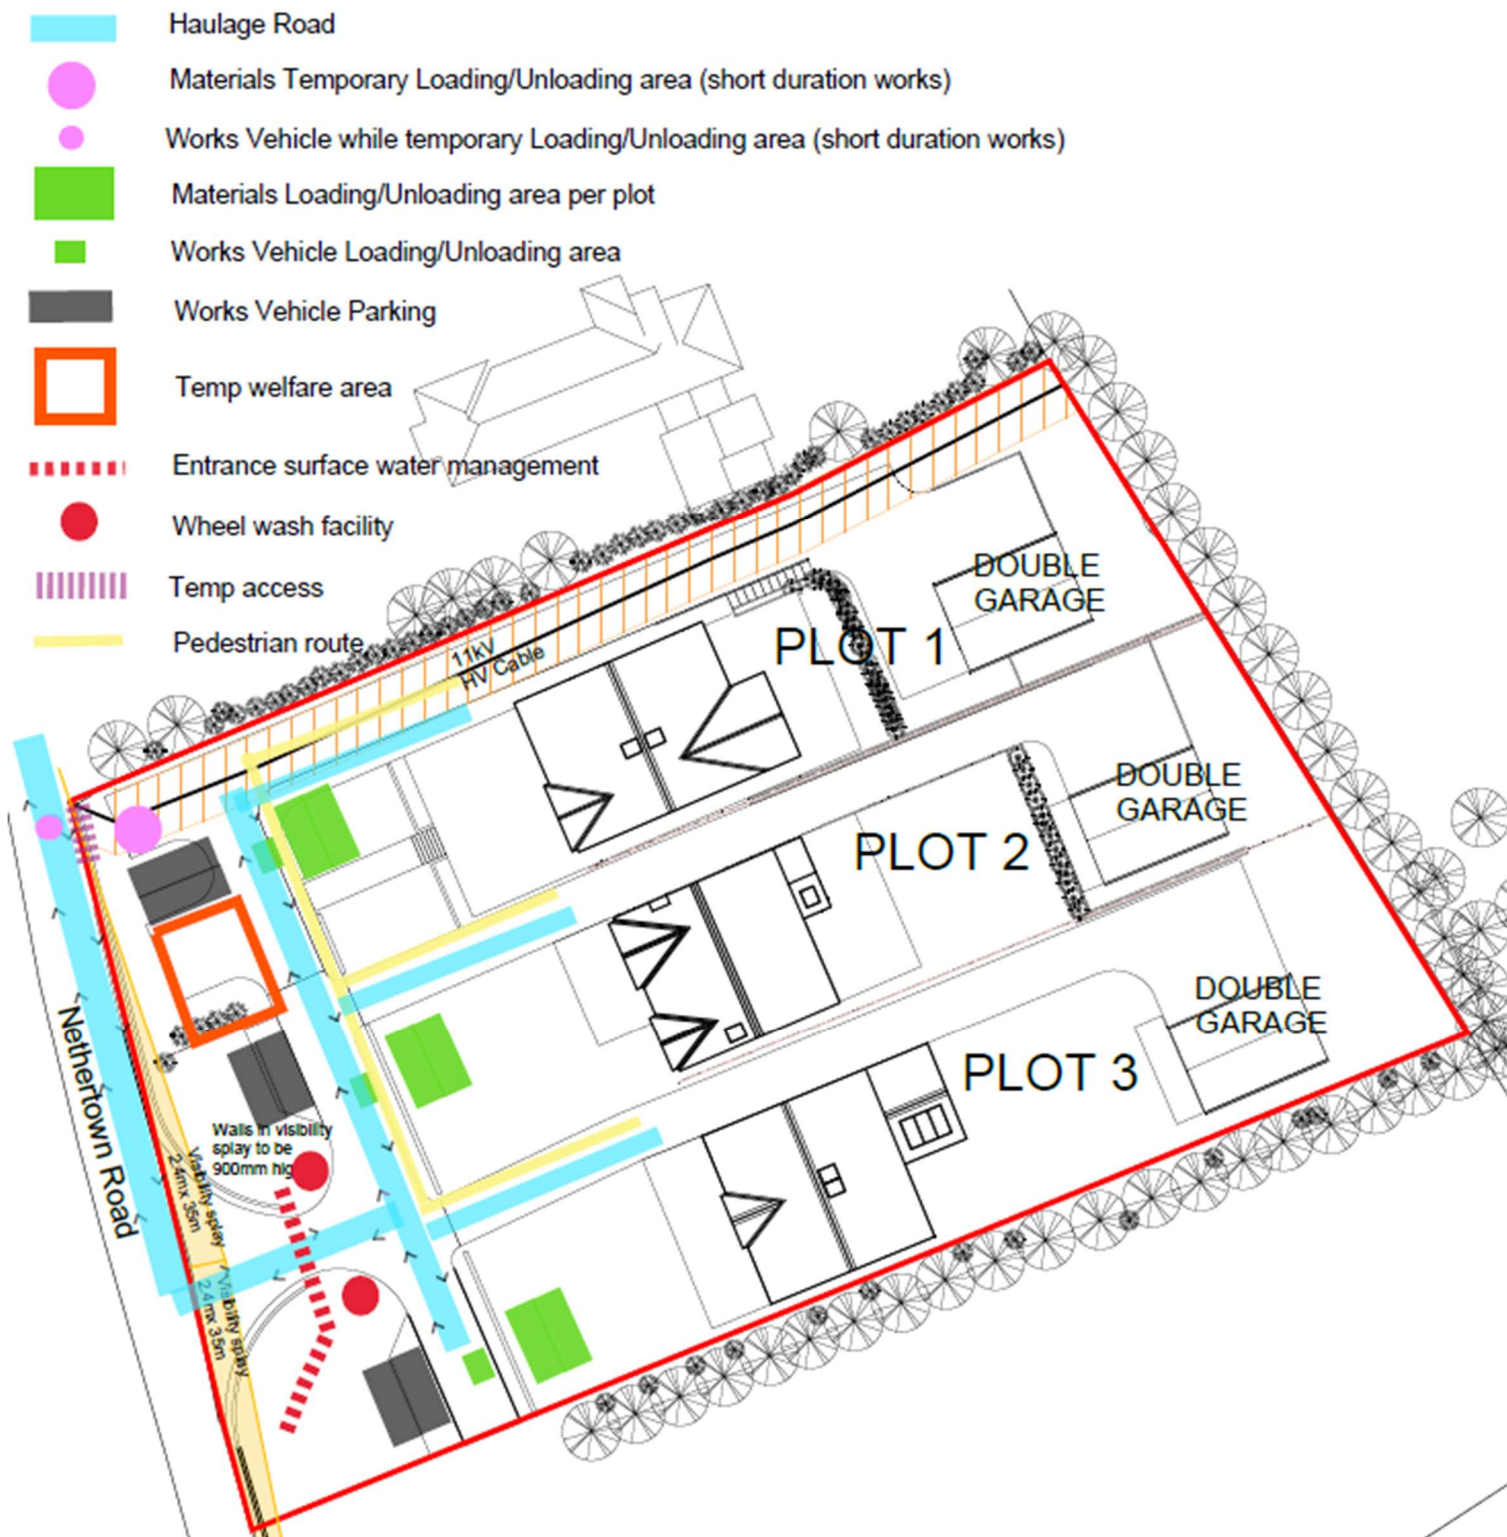 Haulage Road
Materials Temporary Loading/Unloading area (short duration works)
Works Vehicle while temporary Loading/Unloading area (short duration works)
Materials Loading/Unloading area per plot
Works Vehicle Loading/Unloading area
Works Vehicle Parking
Temp welfare area
Entrance surface water management
Wheel wash facility
Temp access
Pedestrian route
11kV
HV Cable
DOUBLE
GARAGE
PLOT 1
DOUBLE
GARAGE
PLOT 2
DOUBLE
GARAGE
PLOT 3
Nethertown Road
Walls in visibility
splay to be
900mm hig
Visibility splay
2.4m x 35m
Visibility splay
2.4m x 35m